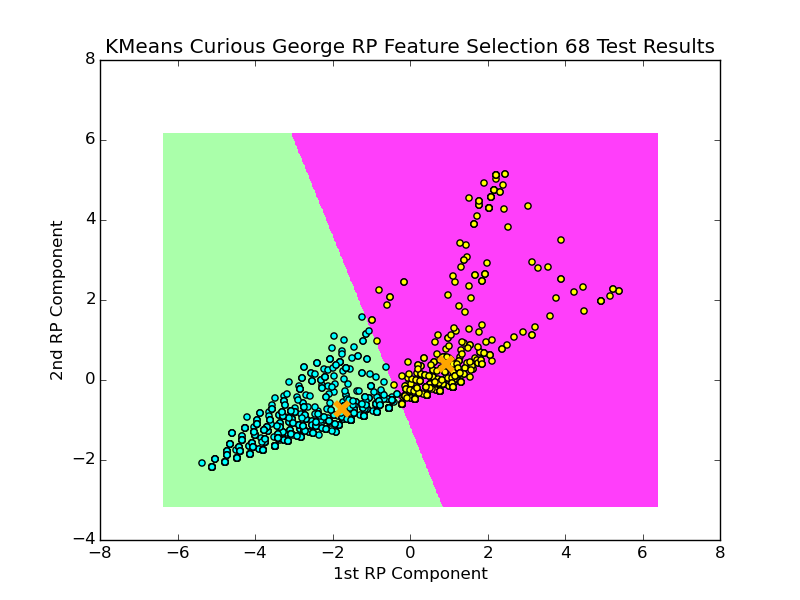 KMeans Curious George RP Feature Selection 68 Test Results
8
6
4
2
0
−2
−4
2nd RP Component
−8 −6 −4 −2 0 2 4 6 8
1st RP Component